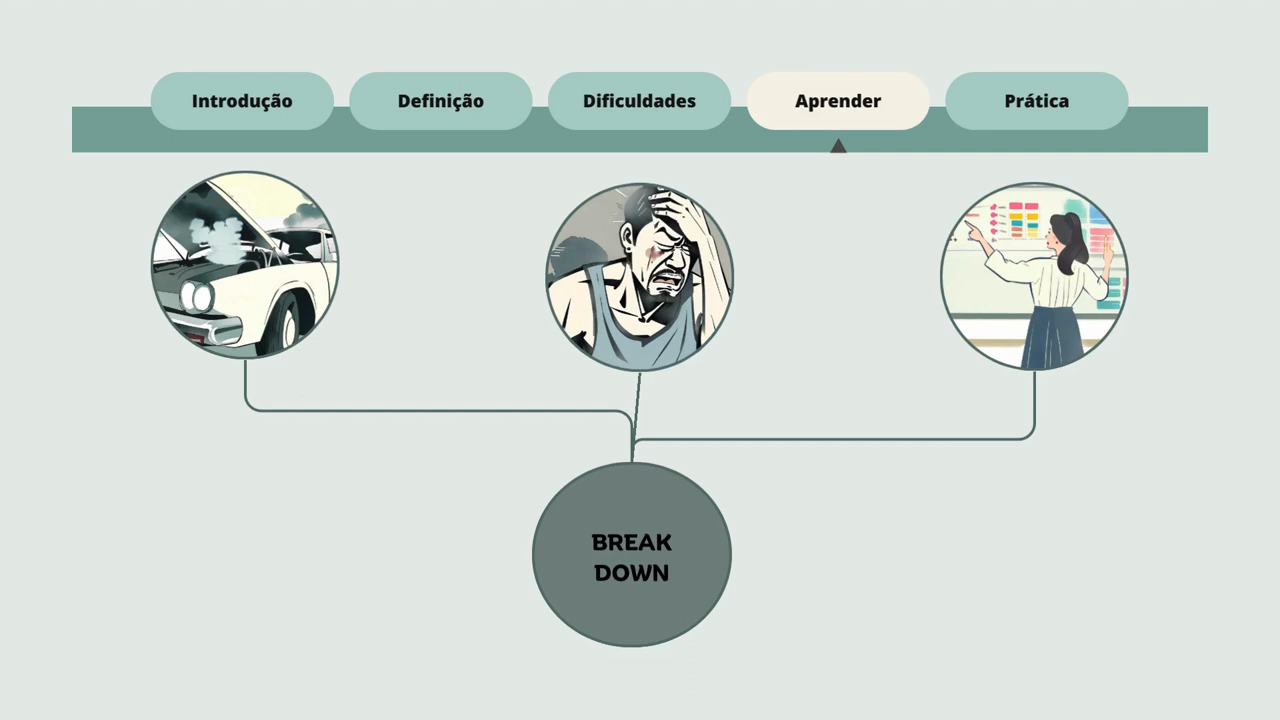 Introdução
Definição
Dificuldades
Aprender
Prática
BREAK
DOWN